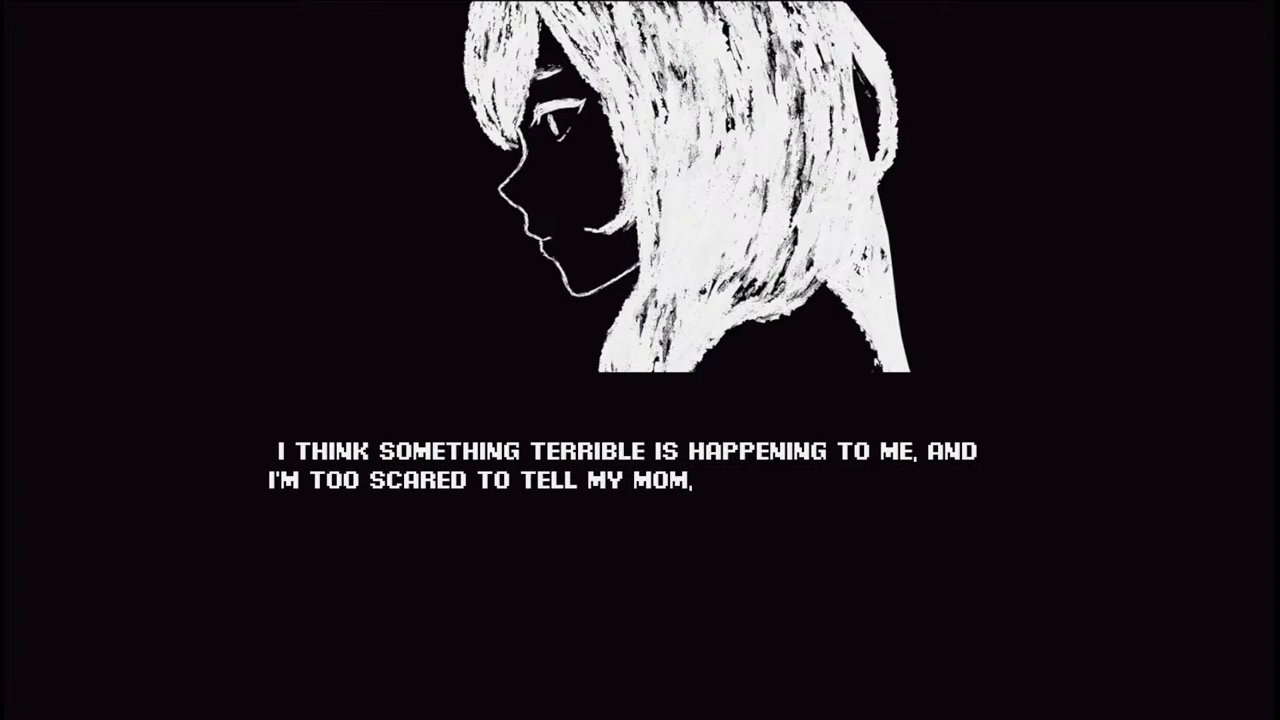 I THINK SOMETHING TERRIBLE IS HAPPENING TO ME, AND
I'M TOO SCARED TO TELL MY MOM,